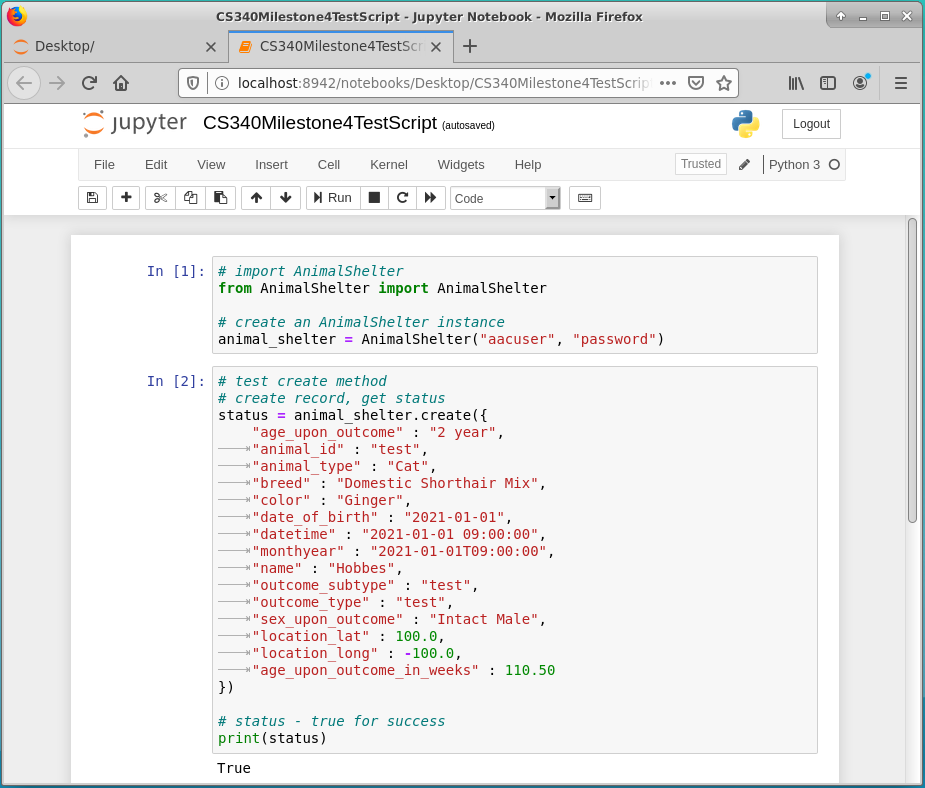 CS340Milestone4TestScript - Jupyter Notebook - Mozilla Firefox
Desktop/
CS340Milestone4TestScr
localhost:8942/notebooks/Desktop/CS340Milestone4TestScrip
jupyter CS340Milestone4TestScript (autosaved)
Logout
File Edit View Insert Cell Kernel Widgets Help Trusted Python 3
Run Code
In [1]: # import AnimalShelter
from AnimalShelter import AnimalShelter
# create an AnimalShelter instance
animal_shelter = AnimalShelter("aacuser", "password")
In [2]: # test create method
# create record, get status
status = animal_shelter.create({
"age_upon_outcome" : "2 year",
"animal_id" : "test",
"animal_type" : "Cat",
"breed" : "Domestic Shorthair Mix",
"color" : "Ginger",
"date_of_birth" : "2021-01-01",
"datetime" : "2021-01-01 09:00:00",
"monthyear" : "2021-01-01T09:00:00",
"name" : "Hobbes",
"outcome_subtype" : "test",
"outcome_type" : "test",
"sex_upon_outcome" : "Intact Male",
"location_lat" : 100.0,
"location_long" : -100.0,
"age_upon_outcome_in_weeks" : 110.50
})
# status - true for success
print(status)
True